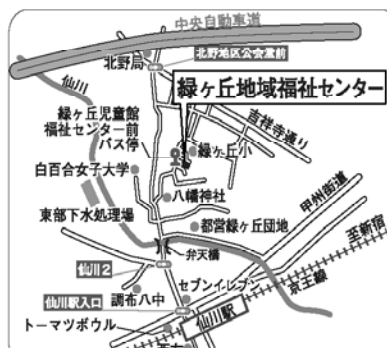 中央自動車道
北野地区公会堂前
北野局
仙川
緑ヶ丘地域福祉センター
緑ヶ丘児童館
福祉センター前
バス停
吉祥寺通り
緑ヶ丘小
白百合女子大学
八幡神社
甲州街道
東部下水処理場
都営緑ヶ丘団地
至新宿
弁天橋
仙川2
京王線
セブンイレブン
仙川駅入口
調布八中
仙川駅
トーマツボウル